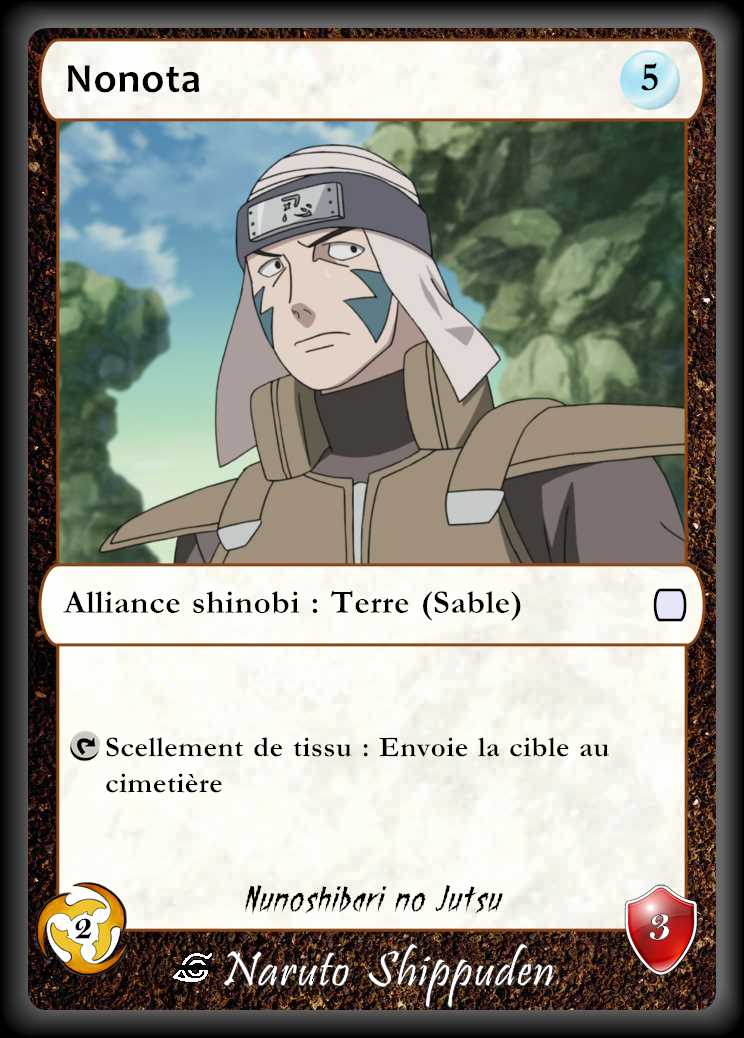 Nonota
5
忍
Alliance shinobi : Terre (Sable)
Scellement de tissu : Envoie la cible au
cimetière
Nunoshibari no Jutsu
2
3
Naruto Shippuden